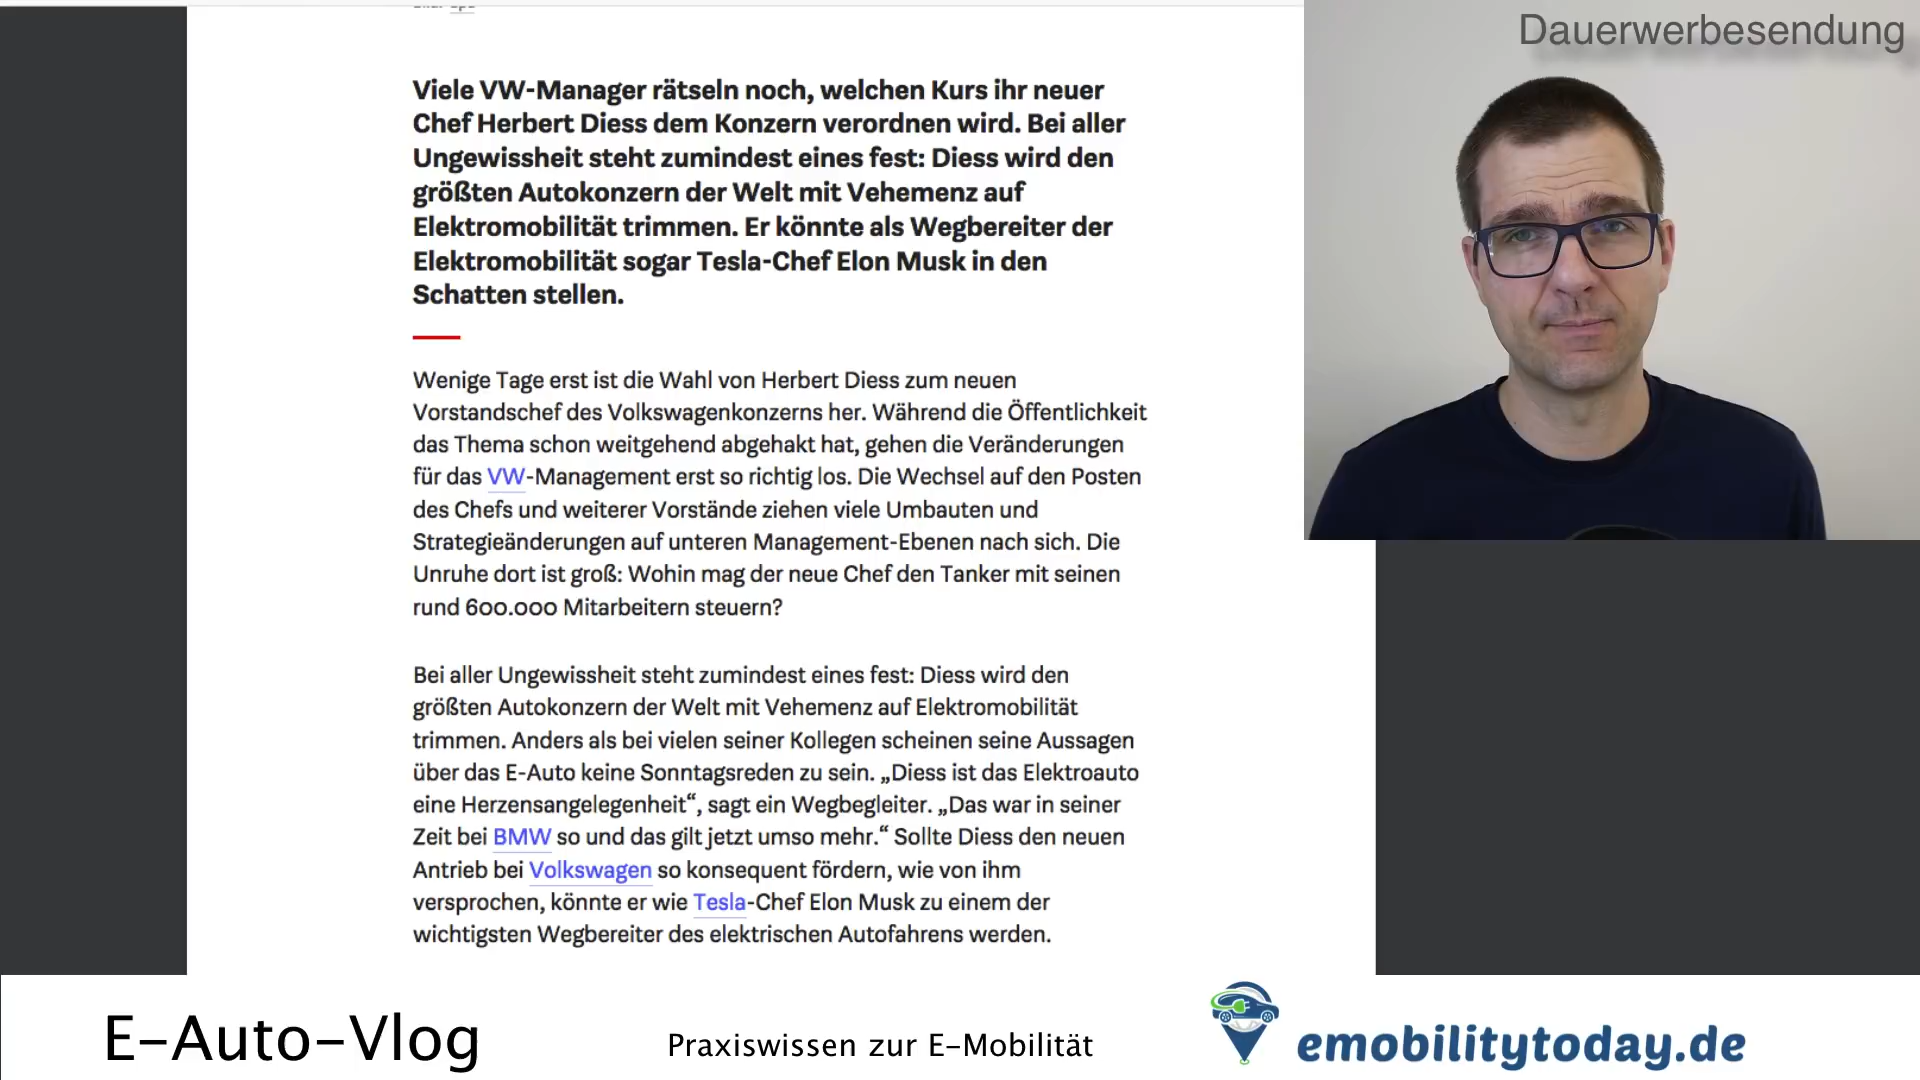 Dauerwerbesendung
Viele VW-Manager rätseln noch, welchen Kurs ihr neuer
Chef Herbert Diess dem Konzern verordnen wird. Bei aller
Ungewissheit steht zumindest eines fest: Diess wird den
größten Autokonzern der Welt mit Vehemenz auf
Elektromobilität trimmen. Er könnte als Wegbereiter der
Elektromobilität sogar Tesla-Chef Elon Musk in den
Schatten stellen.
Wenige Tage erst ist die Wahl von Herbert Diess zum neuen
Vorstandschef des Volkswagenkonzerns her. Während die Öffentlichkeit
das Thema schon weitgehend abgehakt hat, gehen die Veränderungen
für das VW-Management erst so richtig los. Die Wechsel auf den Posten
des Chefs und weiterer Vorstände ziehen viele Umbauten und
Strategieänderungen auf unteren Management-Ebenen nach sich. Die
Unruhe dort ist groß: Wohin mag der neue Chef den Tanker mit seinen
rund 600.000 Mitarbeitern steuern?
Bei aller Ungewissheit steht zumindest eines fest: Diess wird den
größten Autokonzern der Welt mit Vehemenz auf Elektromobilität
trimmen. Anders als bei vielen seiner Kollegen scheinen seine Aussagen
über das E-Auto keine Sonntagsreden zu sein. „Diess ist das Elektroauto
eine Herzensangelegenheit“, sagt ein Wegbegleiter. „Das war in seiner
Zeit bei BMW so und das gilt jetzt umso mehr.“ Sollte Diess den neuen
Antrieb bei Volkswagen so konsequent fördern, wie von ihm
versprochen, könnte er wie Tesla-Chef Elon Musk zu einem der
wichtigsten Wegbereiter des elektrischen Autofahrens werden.
E-Auto-Vlog
Praxiswissen zur E-Mobilität
emobilitytoday.de